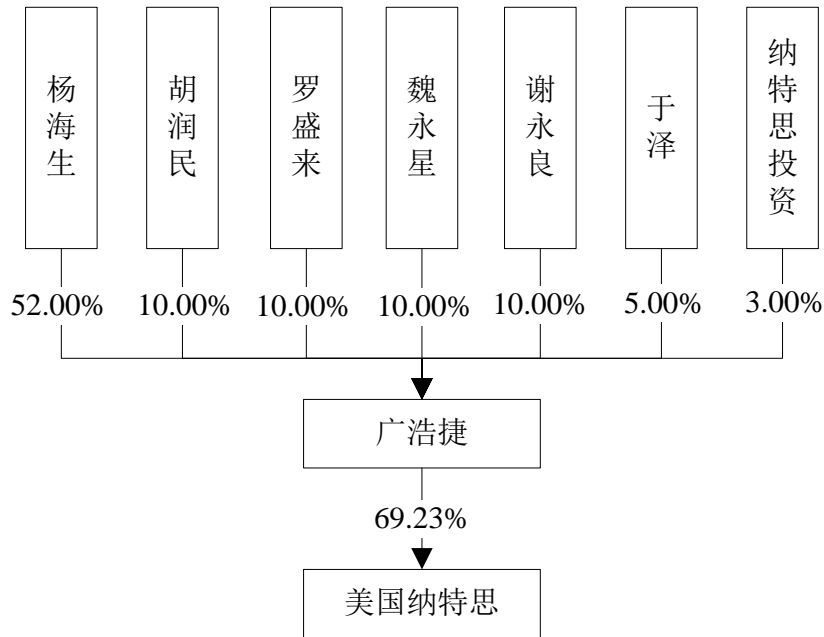 杨海生
胡润民
罗盛来
魏永星
谢永良
于泽
纳特思投资
52.00%
10.00%
10.00%
10.00%
10.00%
5.00%
3.00%
广浩捷
69.23%
美国纳特思